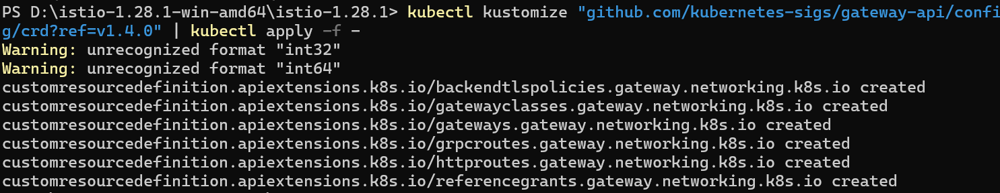 PS D:\istio-1.28.1-win-amd64\istio-1.28.1> kubectl kustomize "github.com/kubernetes-sigs/gateway-api/confi
g/crd?ref=v1.4.0" | kubectl apply -f -
Warning: unrecognized format "int32"
Warning: unrecognized format "int64"
customresourcedefinition.apiextensions.k8s.io/backendtlspolicies.gateway.networking.k8s.io created
customresourcedefinition.apiextensions.k8s.io/gatewayclasses.gateway.networking.k8s.io created
customresourcedefinition.apiextensions.k8s.io/gateways.gateway.networking.k8s.io created
customresourcedefinition.apiextensions.k8s.io/grpcroutes.gateway.networking.k8s.io created
customresourcedefinition.apiextensions.k8s.io/httproutes.gateway.networking.k8s.io created
customresourcedefinition.apiextensions.k8s.io/referencegrants.gateway.networking.k8s.io created